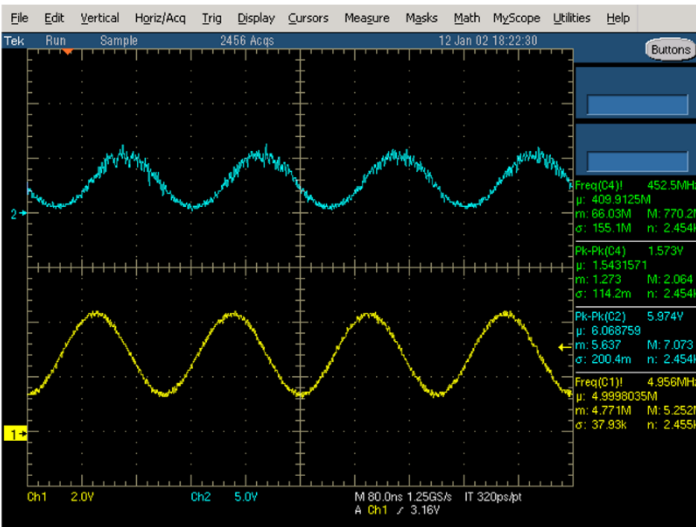 File Edit Vertical Horiz/Acq Trig Display Cursors Measure Masks Math MyScope Utilities Help
Tek Run Sample 2456 Acqs 12 Jan 02 18:22:30 Buttons
Freq(C4)! 452.5MHz
µ: 409.9125M
m: 66.03M M: 770.2M
σ: 155.1M n: 2.454k
Pk-Pk(C4) 1.573V
µ: 1.5431571
m: 1.273 M: 2.064
σ: 114.2m n: 2.454k
Pk-Pk(C2) 5.974V
µ: 6.068759
m: 5.637 M: 7.073
σ: 200.4m n: 2.454k
Freq(C1)! 4.956MHz
µ: 4.9998035M
m: 4.771M M: 5.252M
σ: 37.93k n: 2.455k
2
1
Ch1 2.0V Ch2 5.0V M 80.0ns 1.25GS/s IT 320ps/pt
A Ch1 / 3.16V